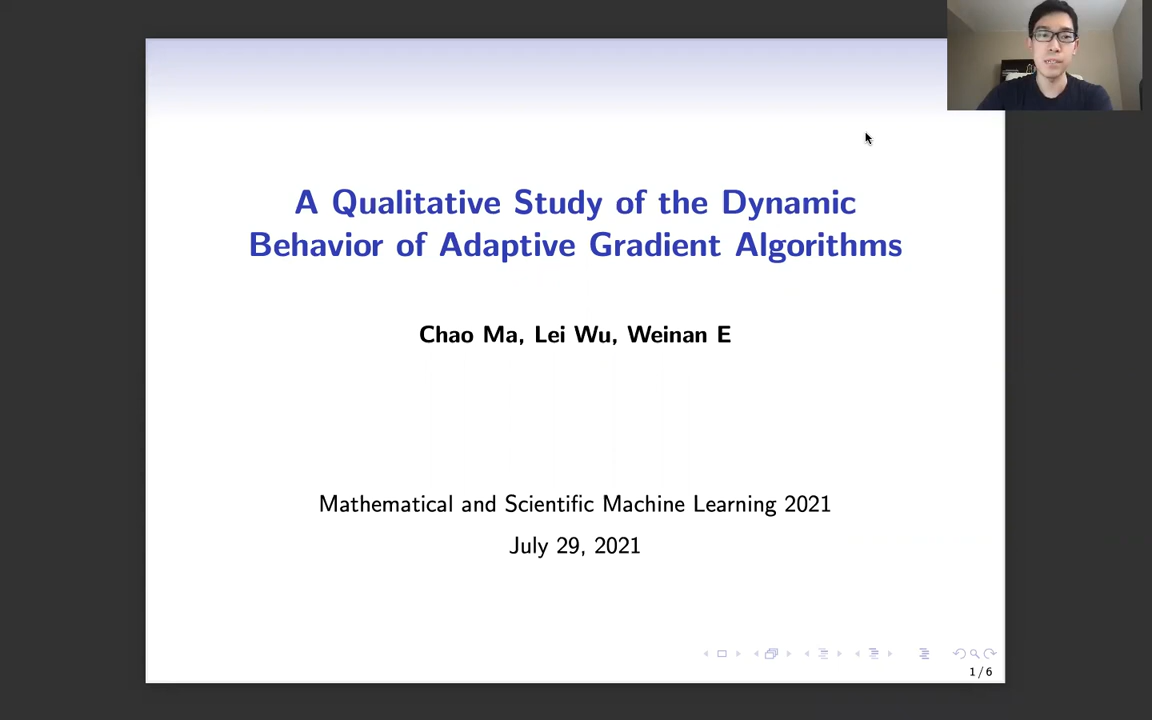 A Qualitative Study of the Dynamic
Behavior of Adaptive Gradient Algorithms
Chao Ma, Lei Wu, Weinan E
Mathematical and Scientific Machine Learning 2021
July 29, 2021
1 / 6